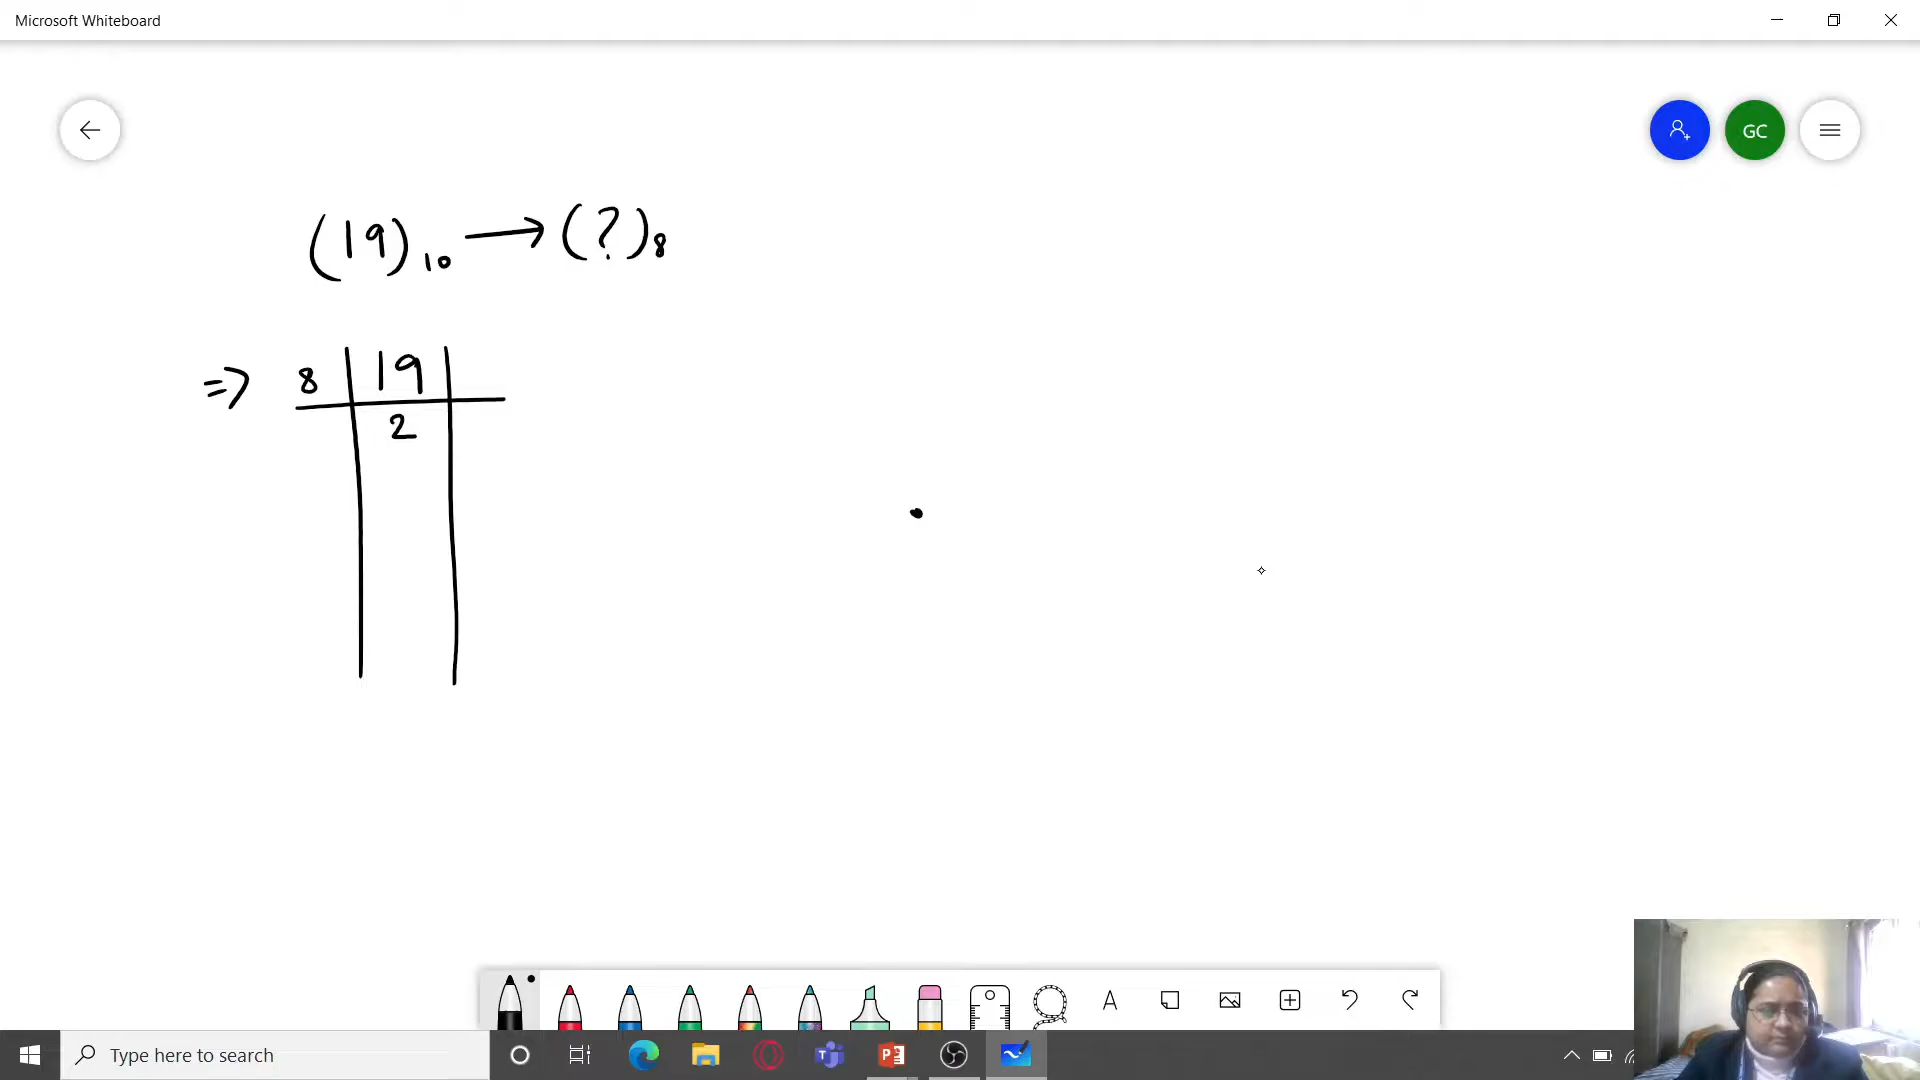 Microsoft Whiteboard
GC
(19)₁₀ → (?)₈
⇒ 8 | 19 |
2
A
Type here to search